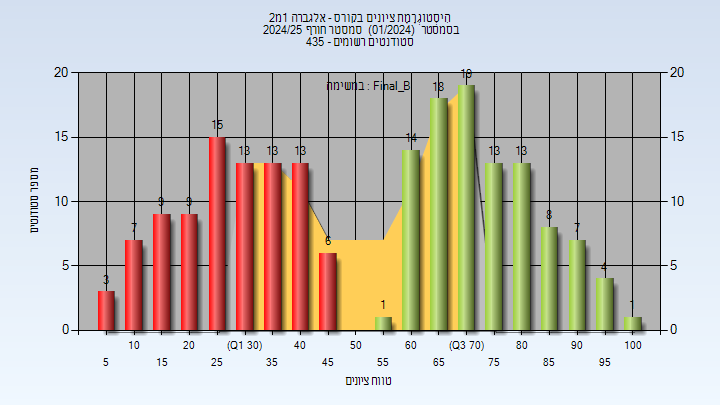 היסטוגרמת ציונים בקורס - אלגברה 1מ2
בסמסטר (01/2024) סמסטר חורף 2024/25
סטודנטים רשומים - 435
במשימה : Final_B
מספר סטודנטים
20 15 10 5 0
20 15 10 5 0
3 7 9 9 15 13 13 13 6 1 14 18 19 13 13 8 7 4 1
10 20 (Q1 30) 40 50 60 (Q3 70) 80 90 100
5 15 25 35 45 55 65 75 85 95
טווח ציונים